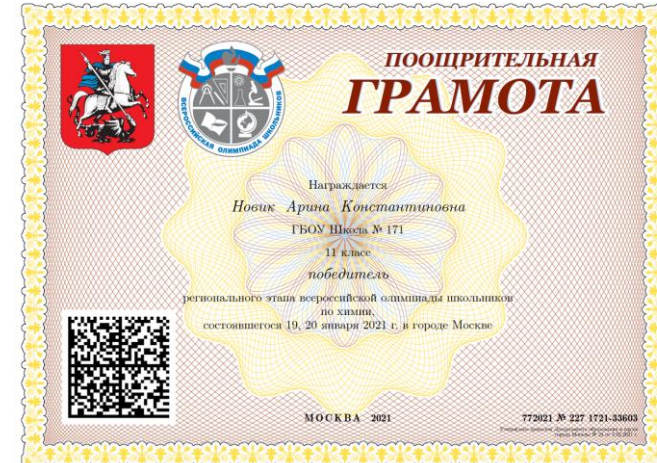 ПООЩРИТЕЛЬНАЯ
ГРАМОТА
ВСЕРОССИЙСКАЯ ОЛИМПИАДА ШКОЛЬНИКОВ
Награждается
Новик Арина Константиновна
ГБОУ Школа № 171
11 класс
победитель
регионального этапа всероссийской олимпиады школьников
по химии,
состоявшегося 19, 20 января 2021 г. в городе Москве
МОСКВА 2021
772021 № 227 1721-33603